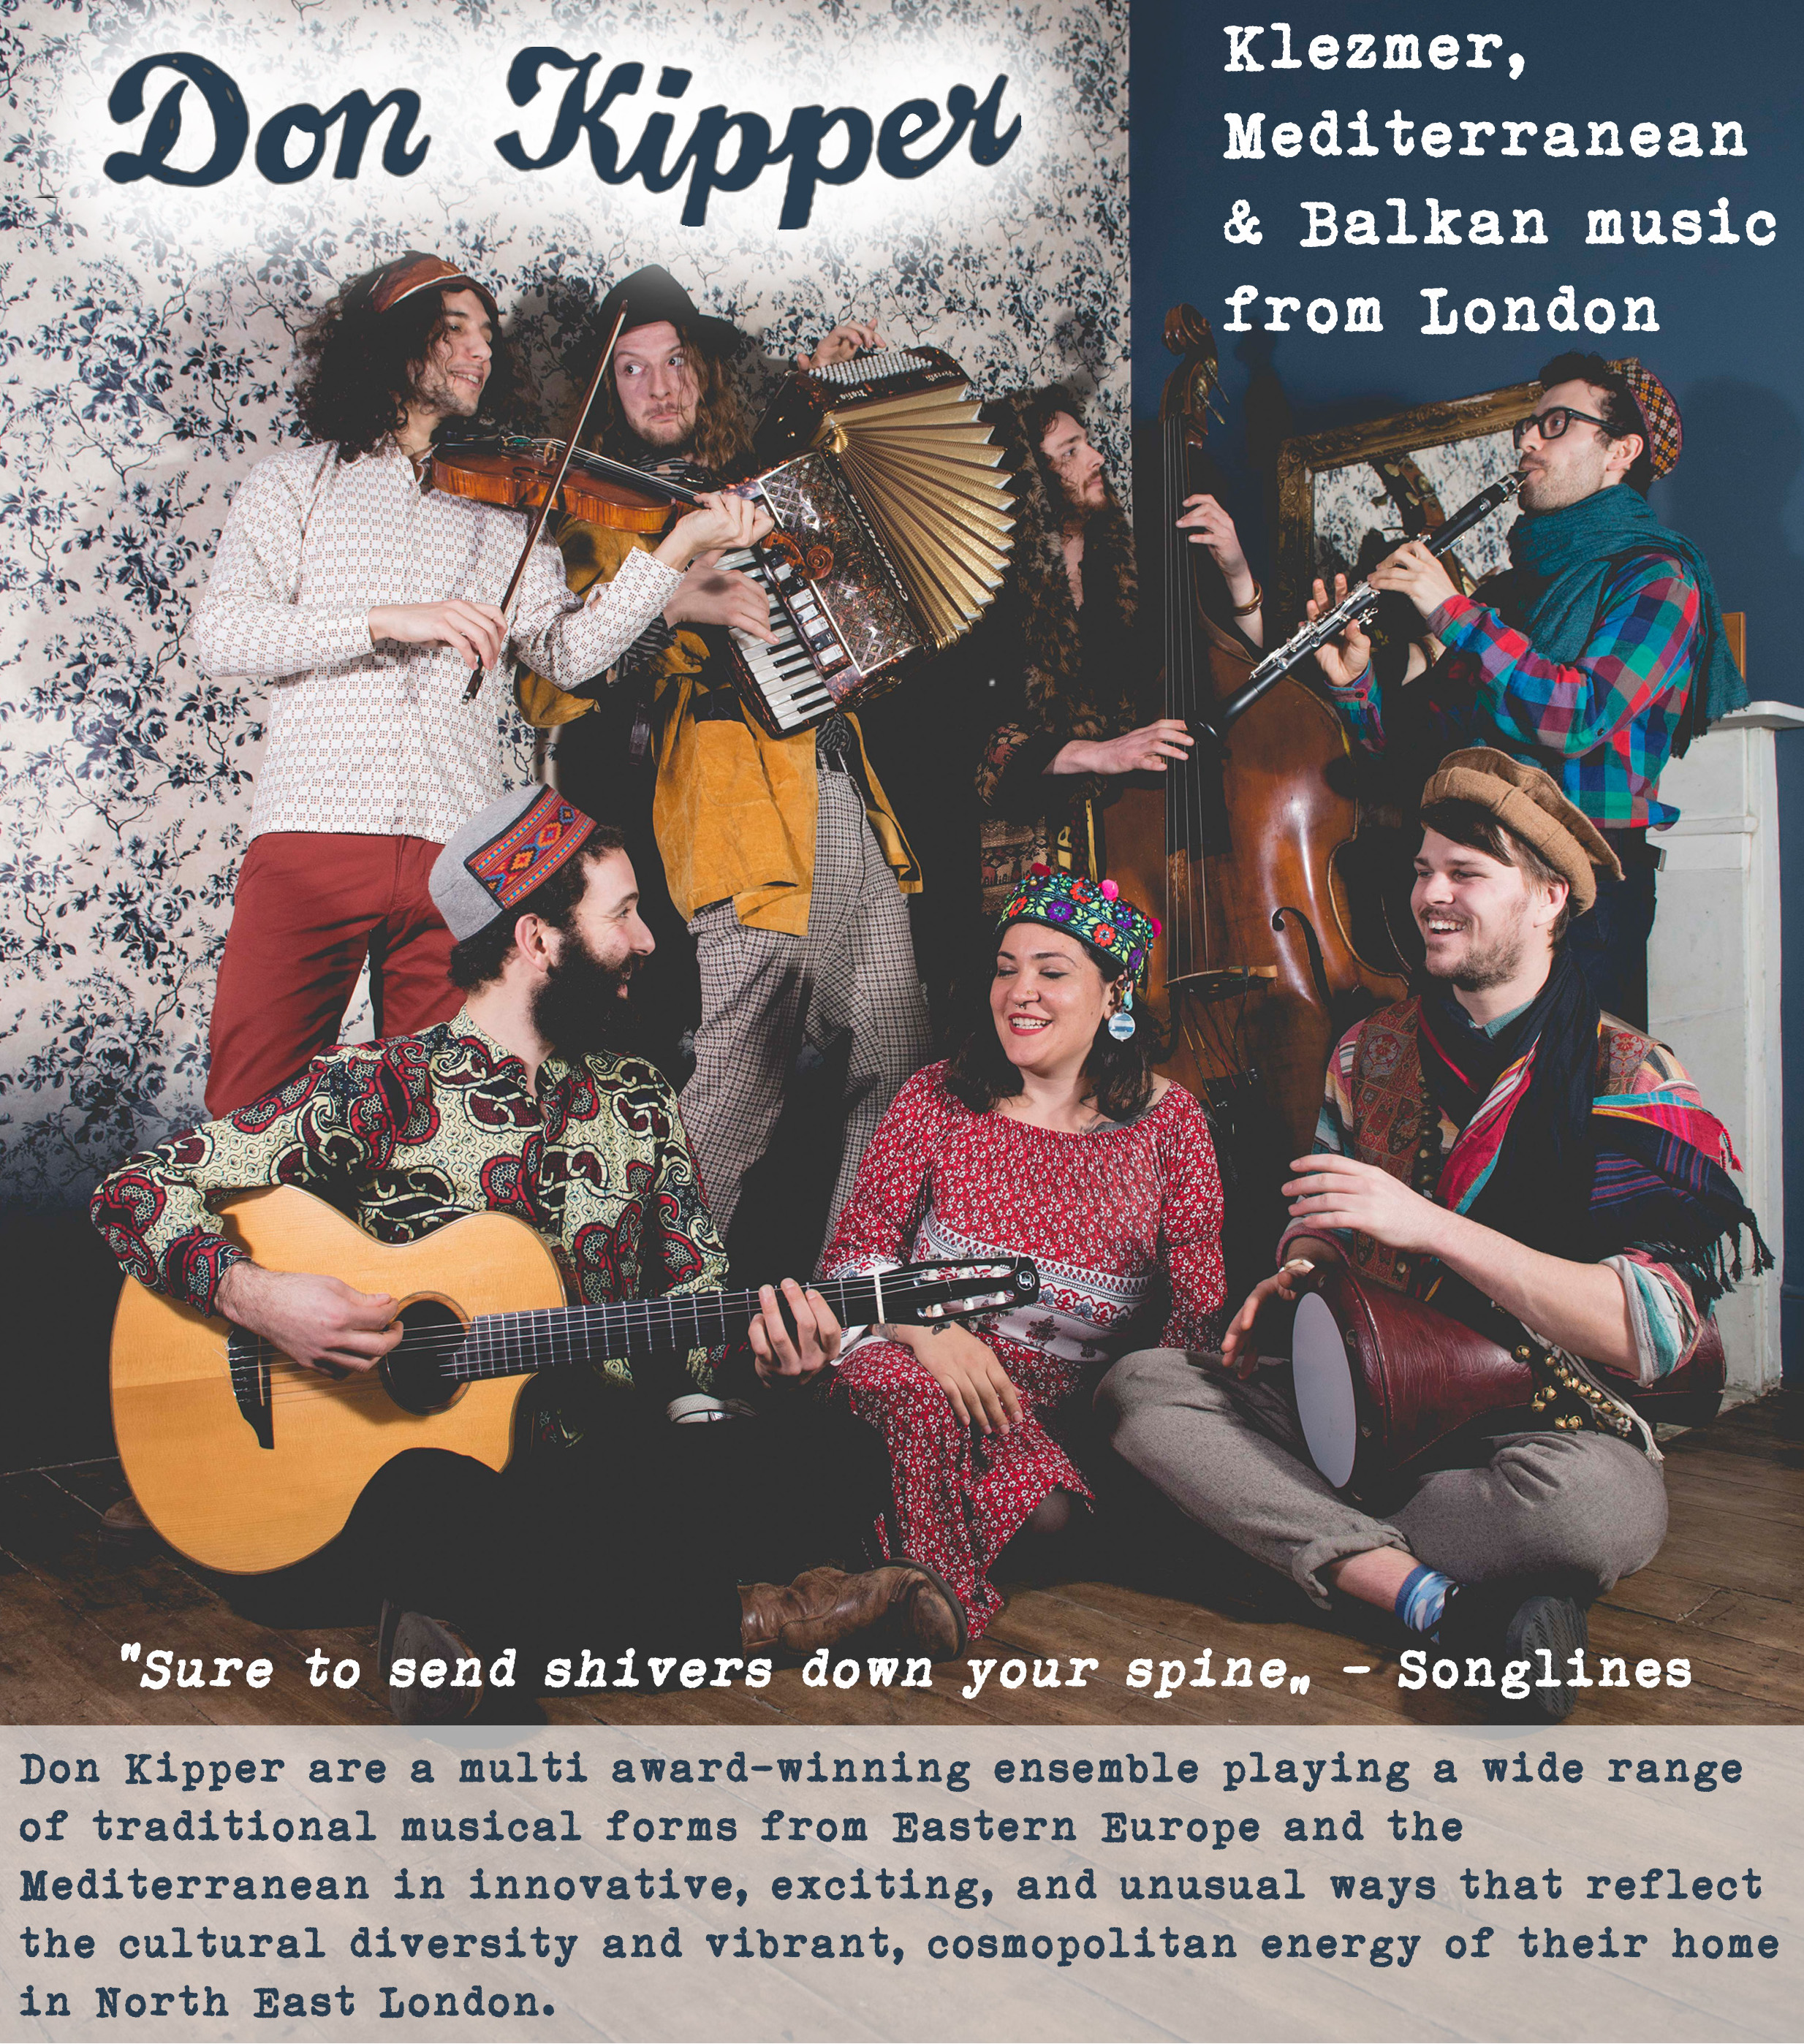 Don Kipper
Klezmer,
Mediterranean
& Balkan music
from London
"Sure to send shivers down your spine„ - Songlines
Don Kipper are a multi award-winning ensemble playing a wide range
of traditional musical forms from Eastern Europe and the
Mediterranean in innovative, exciting, and unusual ways that reflect
the cultural diversity and vibrant, cosmopolitan energy of their home
in North East London.